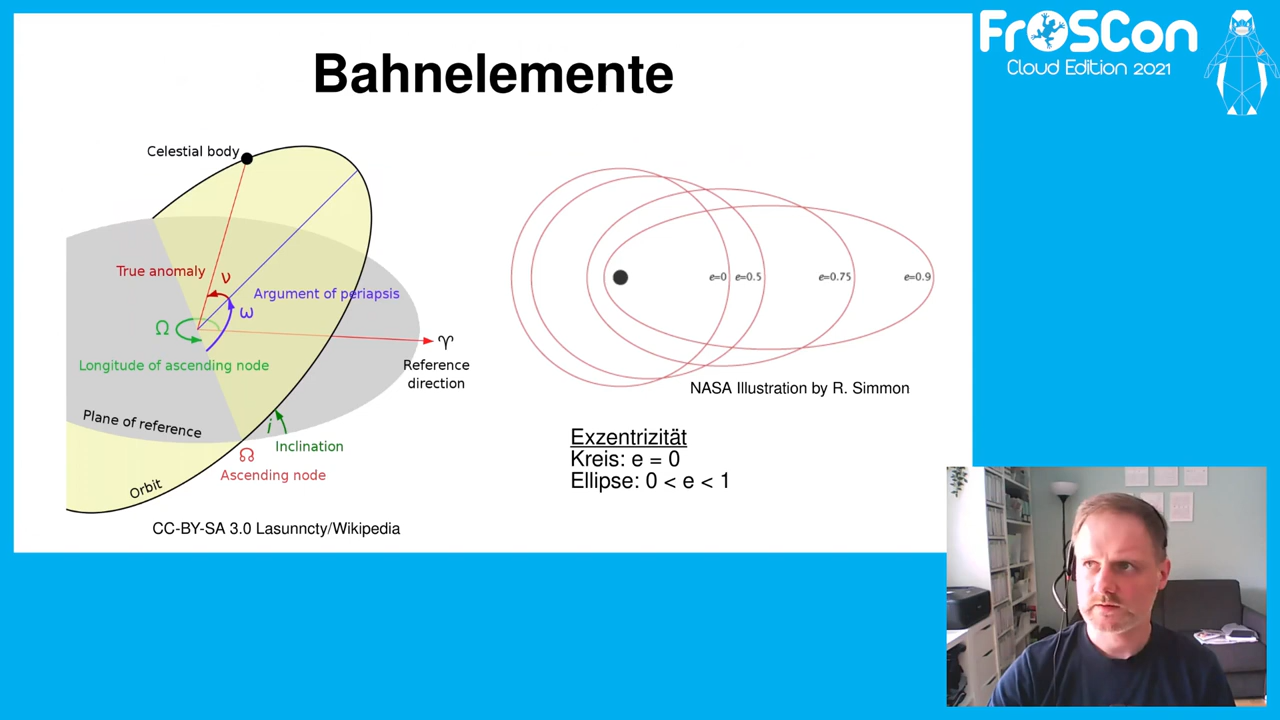 Bahnelemente
FrOSCon
Cloud Edition 2021
Celestial body
True anomaly
ν
Argument of periapsis
ω
Ω
Longitude of ascending node
♈
Reference
direction
Plane of reference
i
Inclination
☊
Ascending node
Orbit
CC-BY-SA 3.0 Lasunncty/Wikipedia
e=0
e=0.5
e=0.75
e=0.9
NASA Illustration by R. Simmon
Exzentrizität
Kreis: e = 0
Ellipse: 0 < e < 1